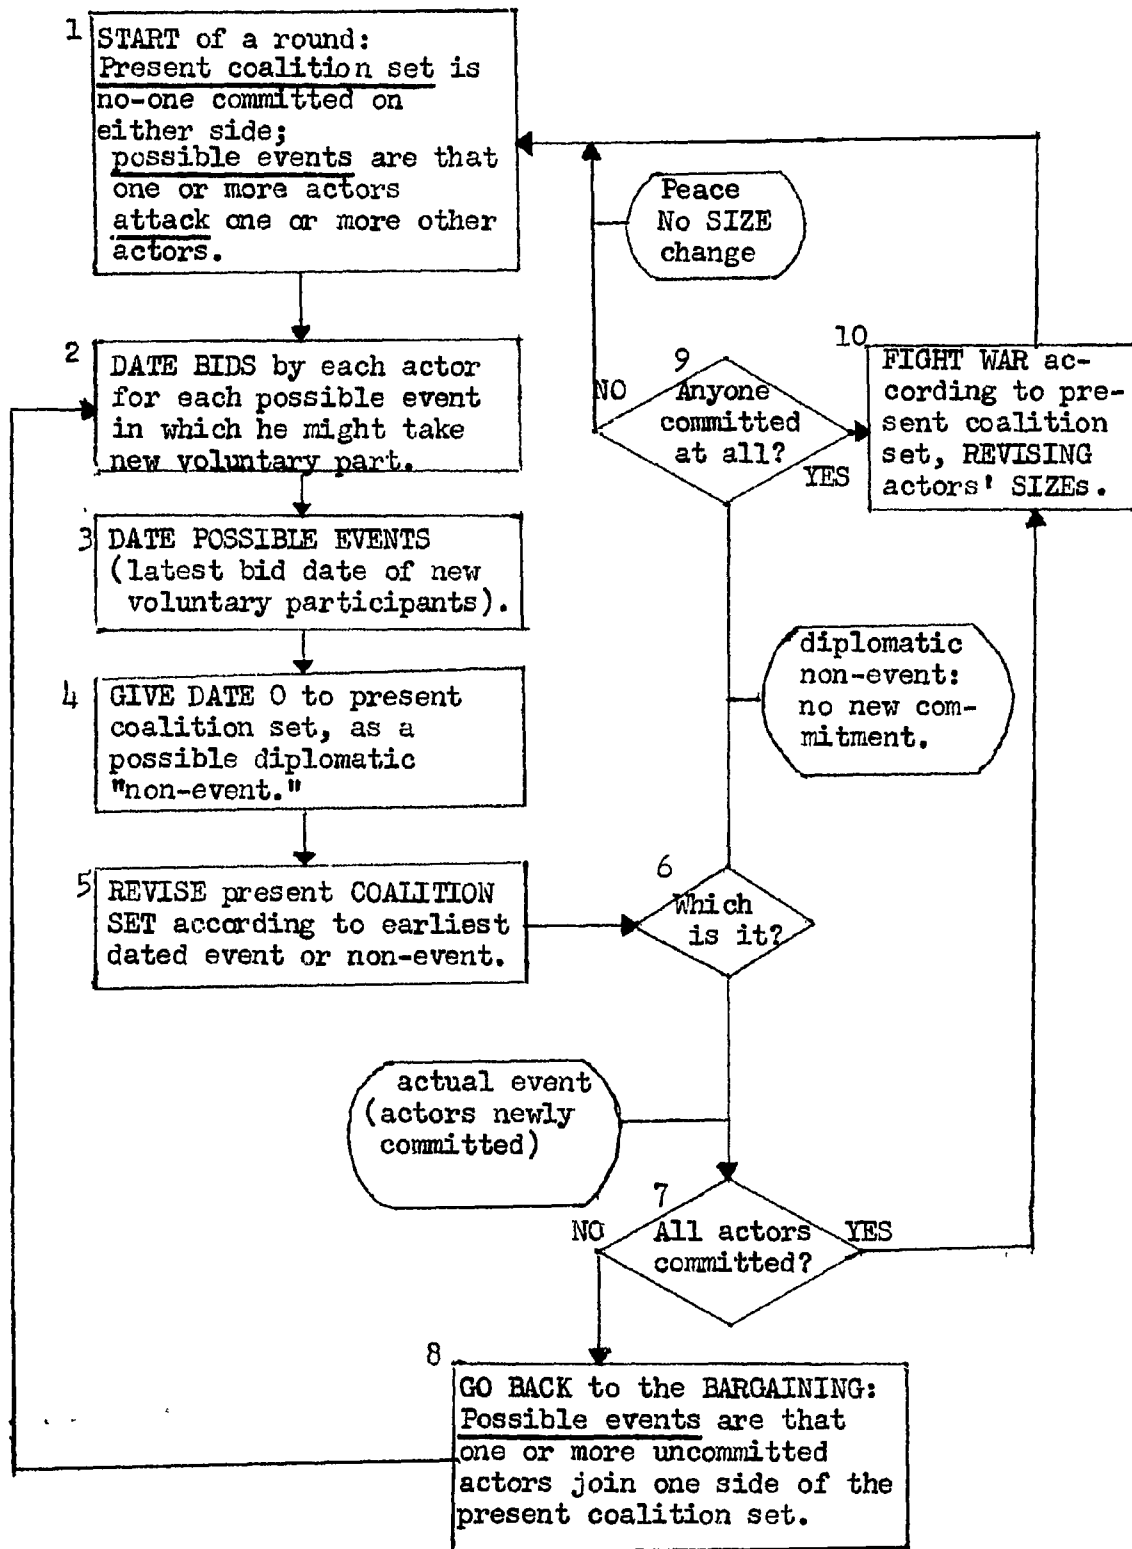 1
START of a round:
Present coalition set is
no-one committed on
either side;
possible events are that
one or more actors
attack one or more other
actors.
2
DATE BIDS by each actor
for each possible event
in which he might take
new voluntary part.
3
DATE POSSIBLE EVENTS
(latest bid date of new
voluntary participants).
4
GIVE DATE O to present
coalition set, as a
possible diplomatic
"non-event."
5
REVISE present COALITION
SET according to earliest
dated event or non-event.
6
Which
is it?
actual event
(actors newly
committed)
7
All actors
committed?
NO
YES
8
GO BACK to the BARGAINING:
Possible events are that
one or more uncommitted
actors join one side of the
present coalition set.
diplomatic
non-event:
no new com-
mitment.
9
Anyone
committed
at all?
NO
YES
Peace
No SIZE
change
10
FIGHT WAR ac-
cording to pre-
sent coalition
set, REVISING
actors' SIZEs.